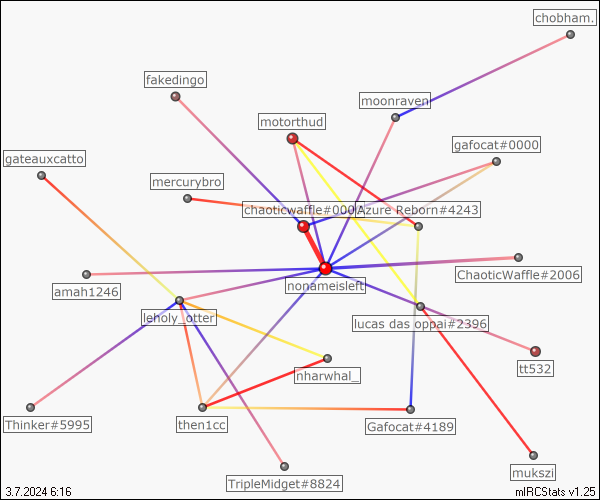 chobham.
fakedingo
moonraven
motorthud
gafocat#0000
gateauxcatto
mercurybro
chaoticwaffle#000
Azure Reborn#4243
ChaoticWaffle#2006
amah1246
nonameisleft
leholy_otter
lucas das oppai#2396
tt532
nharwhal_
Thinker#5995
then1cc
Gafocat#4189
mukszi
TripleMidget#8824
3.7.2024 6:16
mIRCStats v1.25